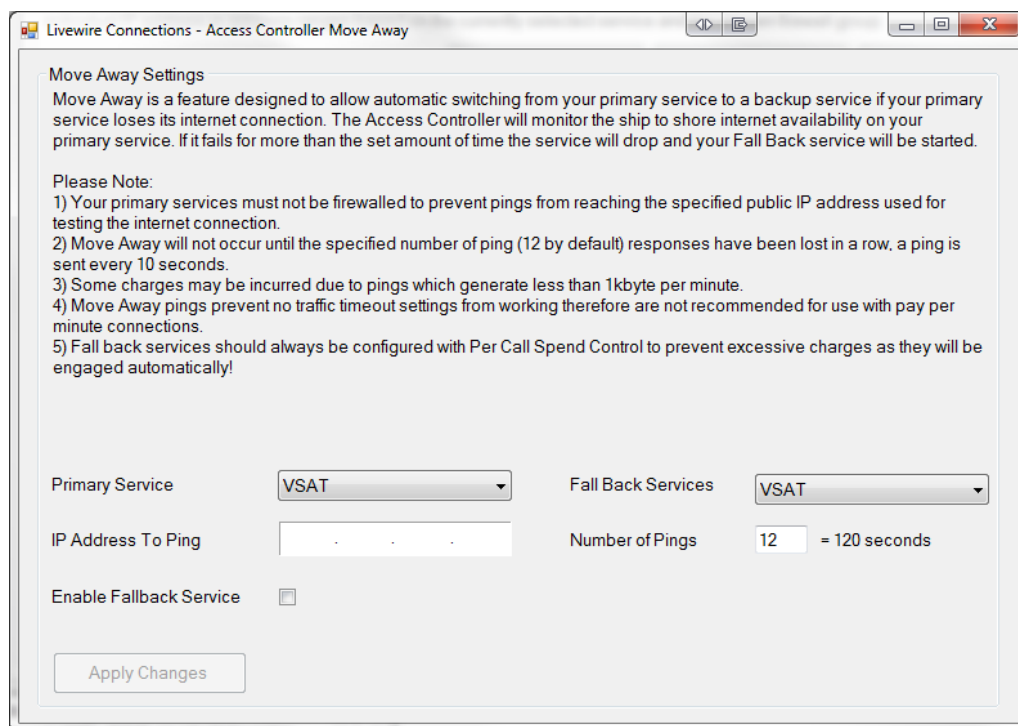 Livewire Connections - Access Controller Move Away
Move Away Settings
Move Away is a feature designed to allow automatic switching from your primary service to a backup service if your primary
service loses its internet connection. The Access Controller will monitor the ship to shore internet availability on your
primary service. If it fails for more than the set amount of time the service will drop and your Fall Back service will be started.
Please Note:
1) Your primary services must not be firewalled to prevent pings from reaching the specified public IP address used for
testing the internet connection.
2) Move Away will not occur until the specified number of ping (12 by default) responses have been lost in a row, a ping is
sent every 10 seconds.
3) Some charges may be incurred due to pings which generate less than 1kbyte per minute.
4) Move Away pings prevent no traffic timeout settings from working therefore are not recommended for use with pay per
minute connections.
5) Fall back services should always be configured with Per Call Spend Control to prevent excessive charges as they will be
engaged automatically!
Primary Service VSAT Fall Back Services VSAT
IP Address To Ping . . . Number of Pings 12 = 120 seconds
Enable Fallback Service
Apply Changes